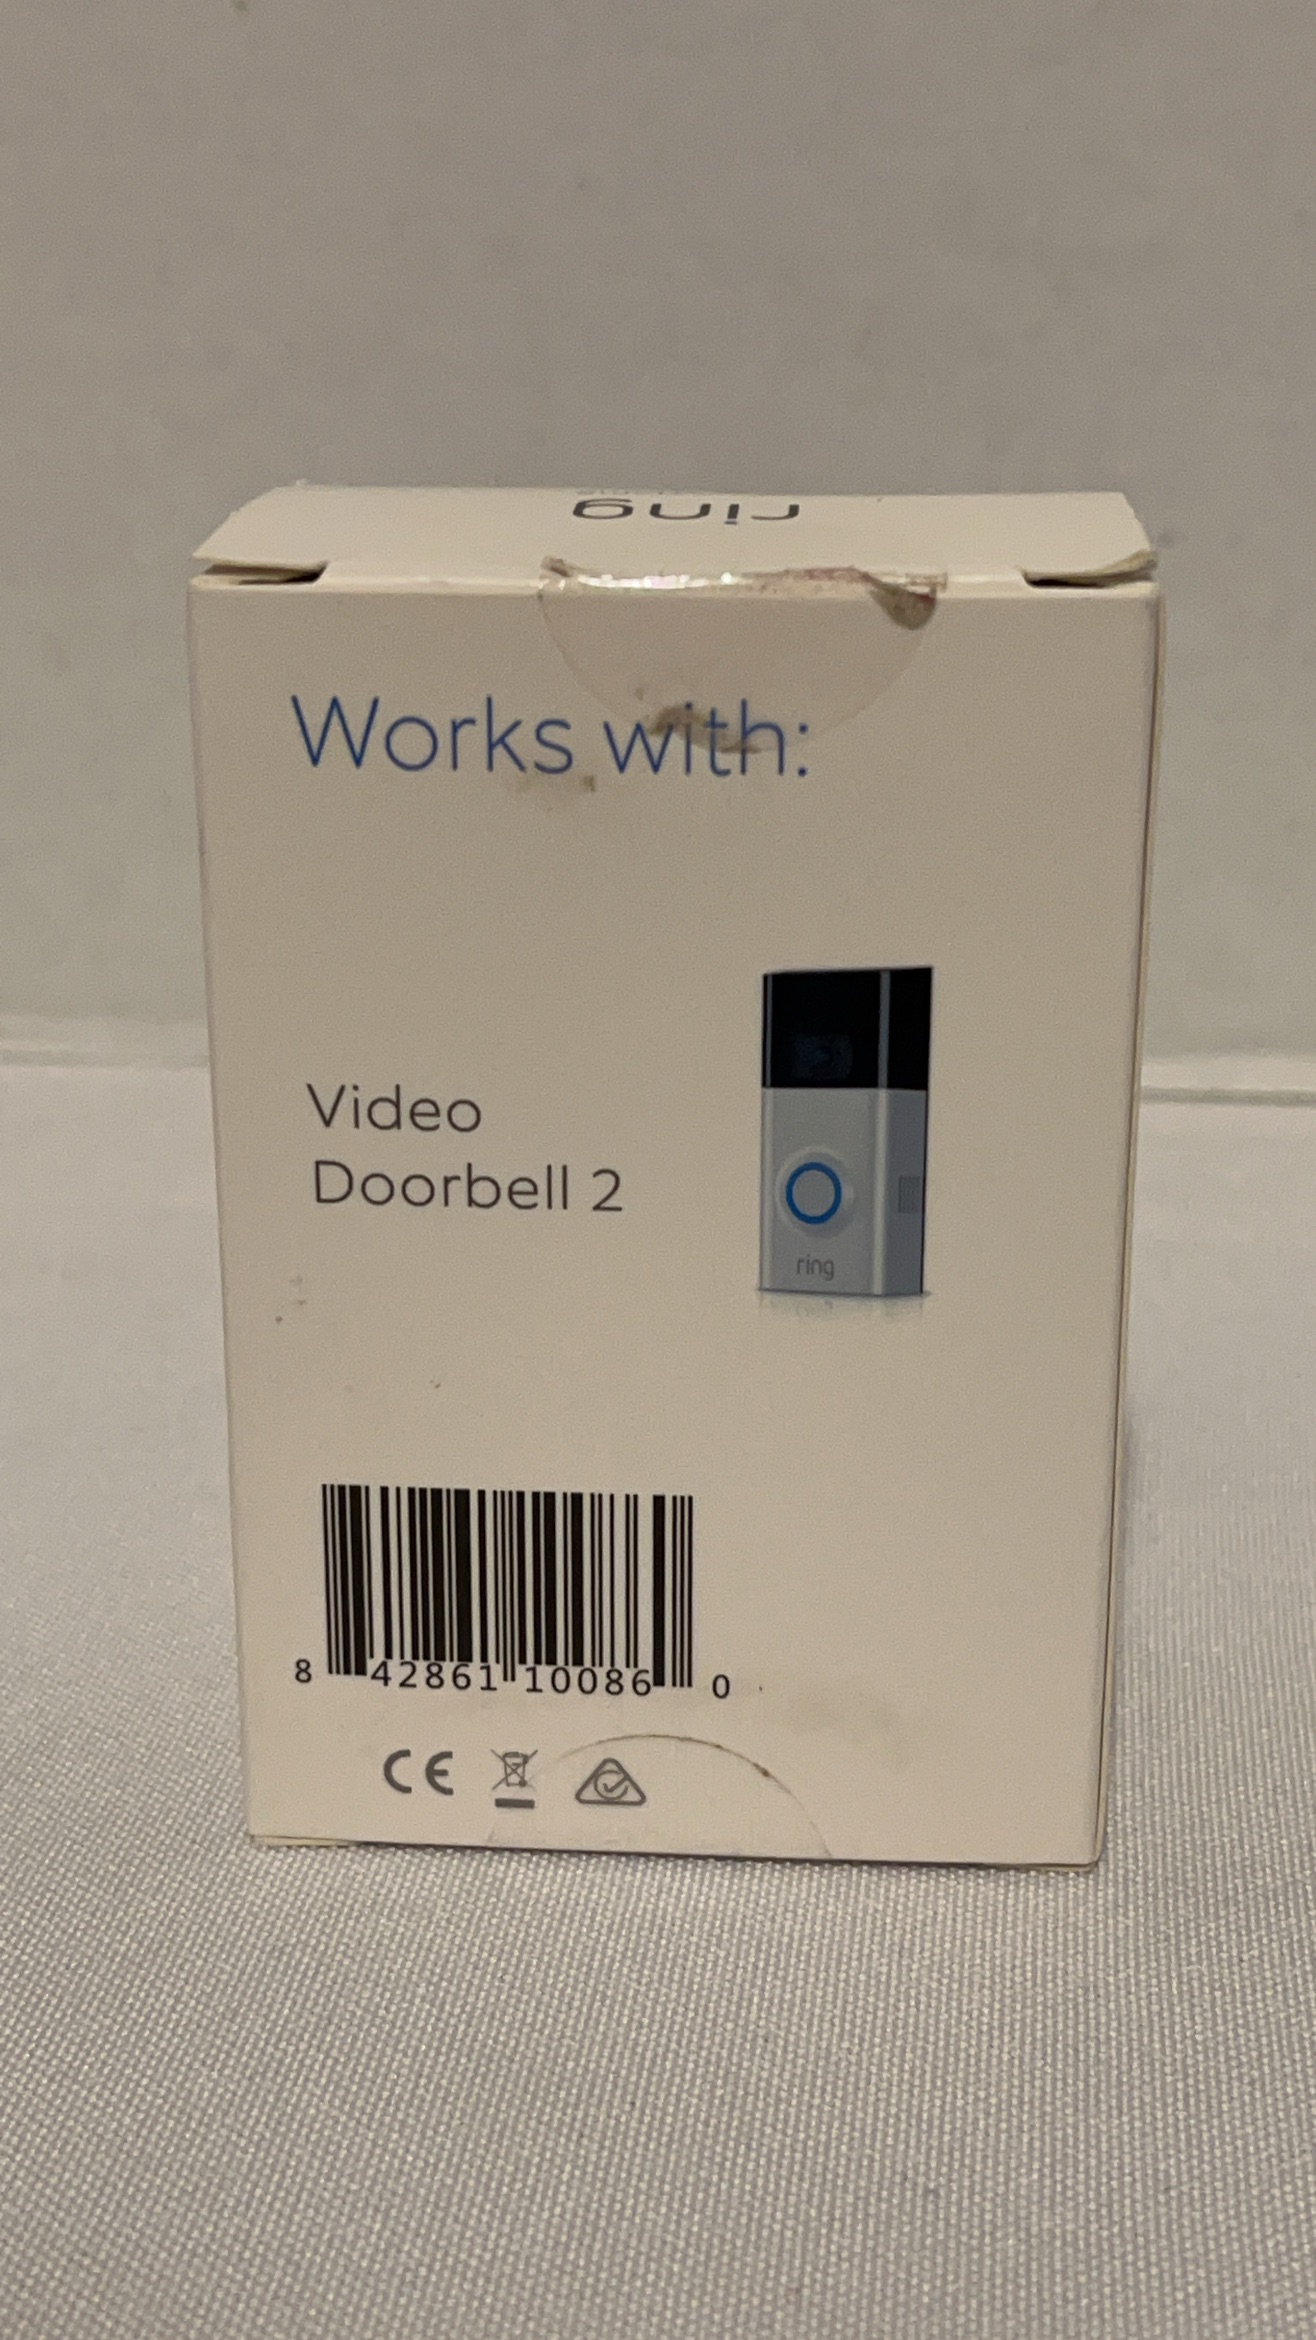 ring
Works with:
Video
Doorbell 2
ring
8 42861 10086 0
CE